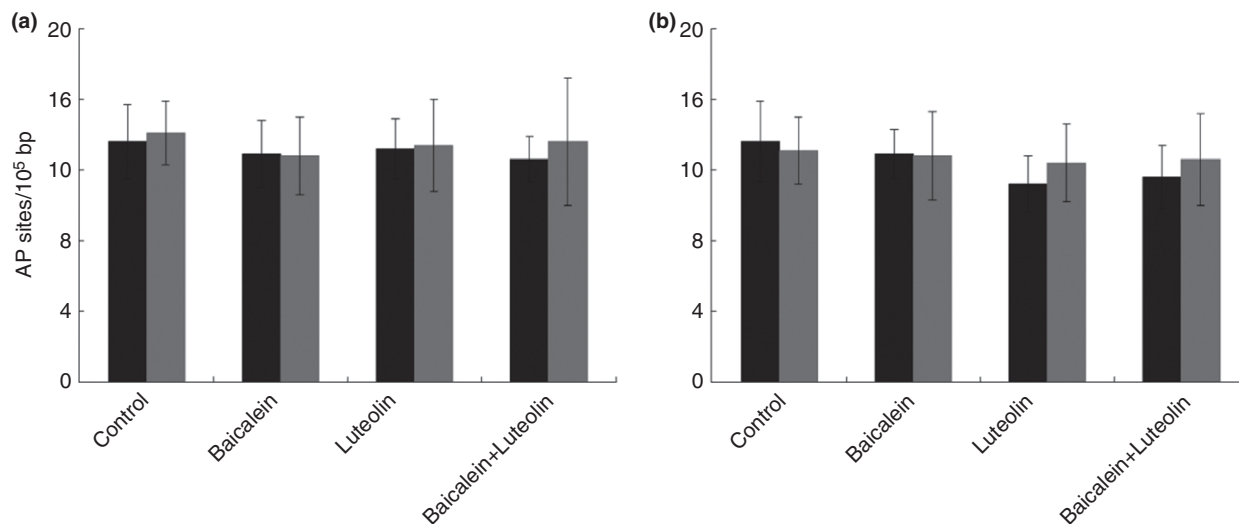 (a)
20
16
10
8
4
0
AP sites/10⁵ bp
Control
Baicalein
Luteolin
Baicalein+Luteolin
(b)
20
16
10
8
4
0
Control
Baicalein
Luteolin
Baicalein+Luteolin